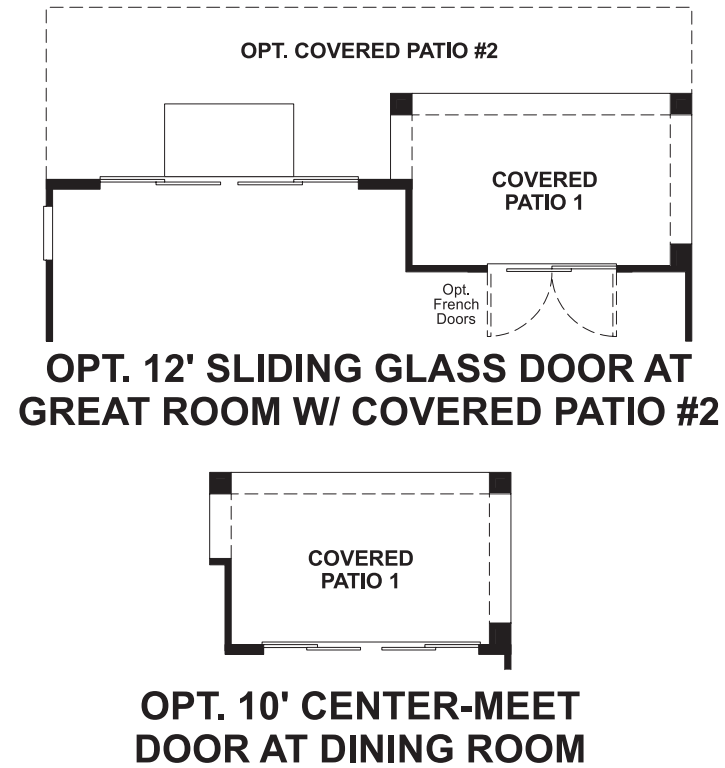 OPT. COVERED PATIO #2
COVERED
PATIO 1
Opt.
French
Doors
OPT. 12' SLIDING GLASS DOOR AT
GREAT ROOM W/ COVERED PATIO #2
COVERED
PATIO 1
OPT. 10' CENTER-MEET
DOOR AT DINING ROOM